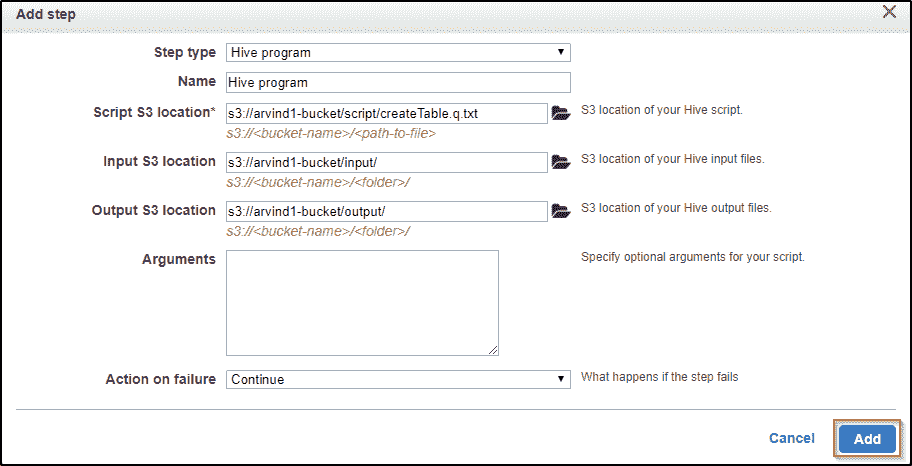 Add step
Step type Hive program
Name Hive program
Script S3 location* s3://arvind1-bucket/script/createTable.q.txt S3 location of your Hive script.
s3://<bucket-name>/<path-to-file>
Input S3 location s3://arvind1-bucket/input/ S3 location of your Hive input files.
s3://<bucket-name>/<folder>/
Output S3 location s3://arvind1-bucket/output/ S3 location of your Hive output files.
s3://<bucket-name>/<folder>/
Arguments Specify optional arguments for your script.
Action on failure Continue What happens if the step fails
Cancel Add